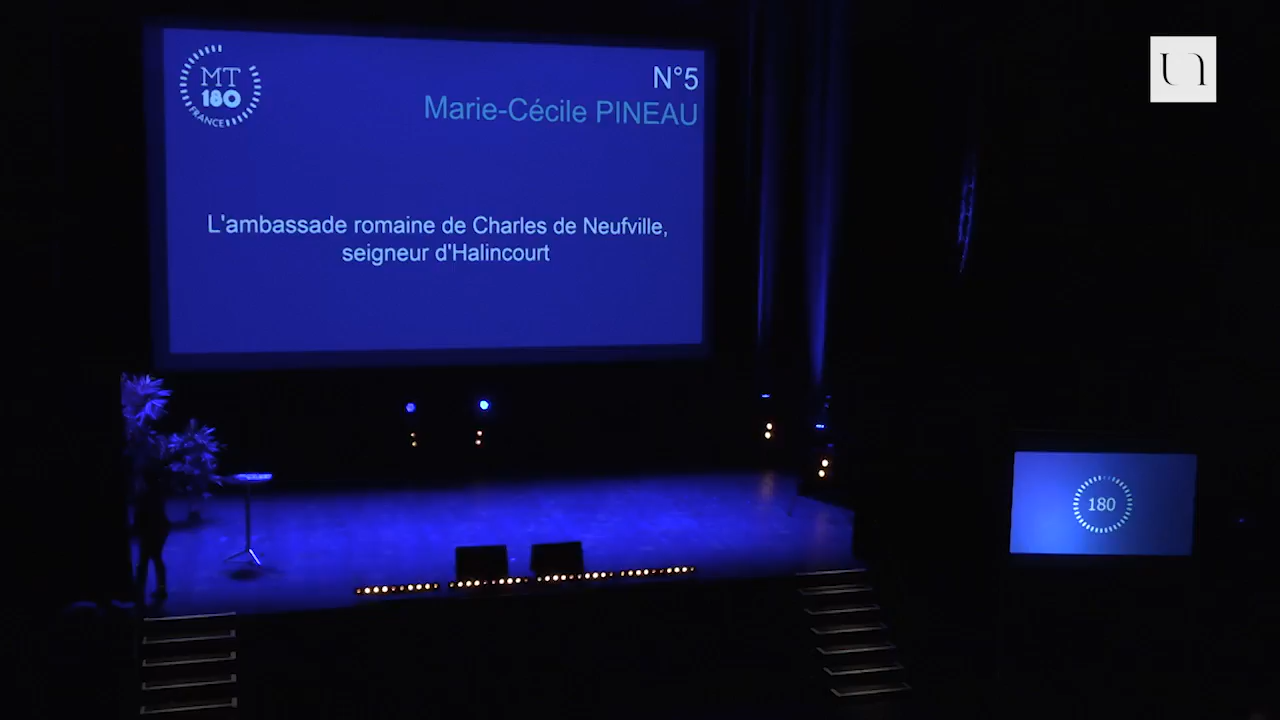 MT
180
FRANCE
N°5
Marie-Cécile PINEAU
L'ambassade romaine de Charles de Neufville,
seigneur d'Halincourt
180